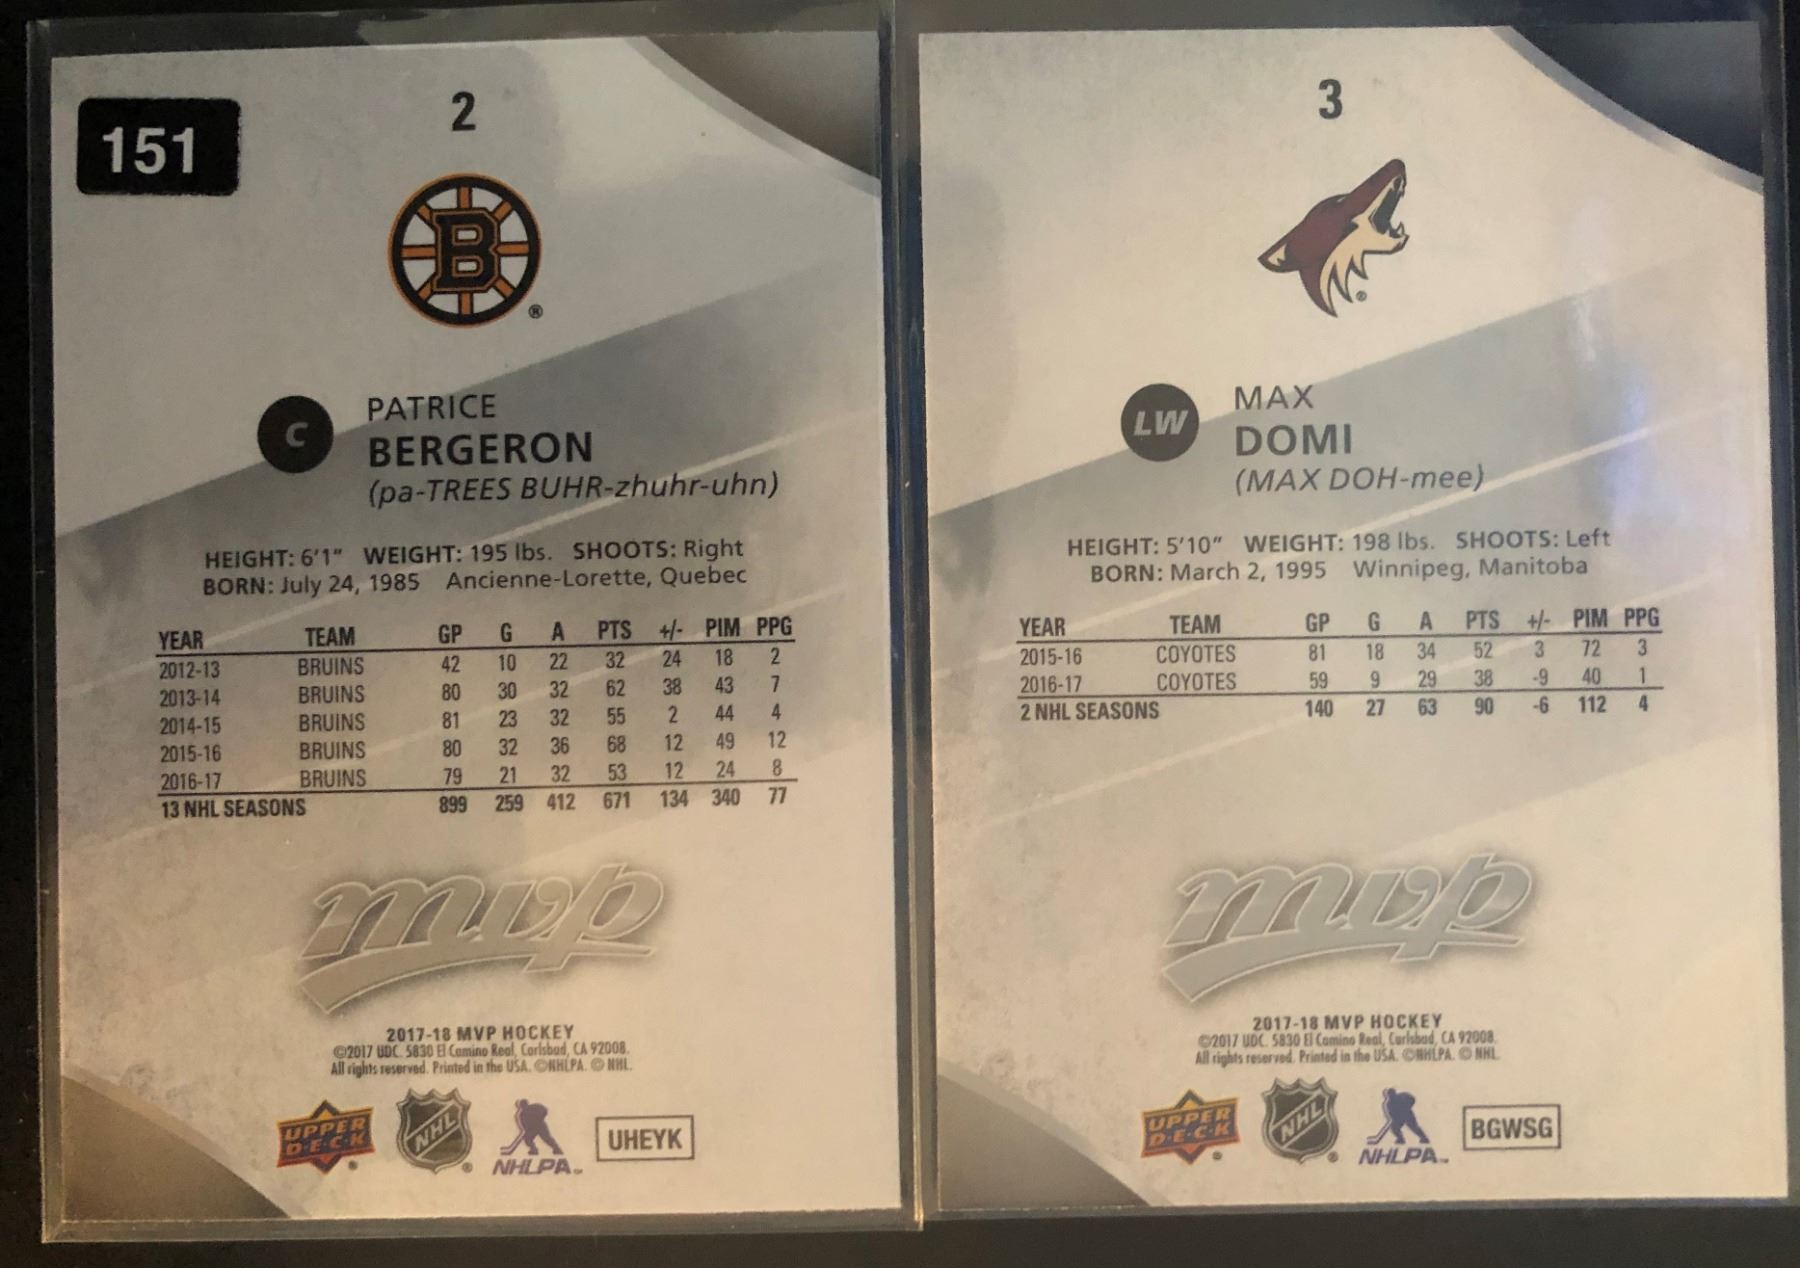 151
2
B
®
C
PATRICE
BERGERON
(pa-TREES BUHR-zhuhr-uhn)
HEIGHT: 6'1" WEIGHT: 195 lbs. SHOOTS: Right
BORN: July 24, 1985 Ancienne-Lorette, Quebec
YEAR TEAM GP G A PTS +/- PIM PPG
2012-13 BRUINS 42 10 22 32 24 18 2
2013-14 BRUINS 80 30 32 62 38 43 7
2014-15 BRUINS 81 23 32 55 2 44 4
2015-16 BRUINS 80 32 36 68 12 49 12
2016-17 BRUINS 79 21 32 53 12 24 8
13 NHL SEASONS 899 259 412 671 134 340 77
mvp
2017-18 MVP HOCKEY
©2017 UDC. 5830 El Camino Real, Carlsbad, CA 92008.
All rights reserved. Printed in the USA. ©NHLPA. © NHL.
UPPER
D·E·C·K
®
NHL
®
NHLPA™
UHEYK
3
®
LW
MAX
DOMI
(MAX DOH-mee)
HEIGHT: 5'10" WEIGHT: 198 lbs. SHOOTS: Left
BORN: March 2, 1995 Winnipeg, Manitoba
YEAR TEAM GP G A PTS +/- PIM PPG
2015-16 COYOTES 81 18 34 52 3 72 3
2016-17 COYOTES 59 9 29 38 -9 40 1
2 NHL SEASONS 140 27 63 90 -6 112 4
mvp
2017-18 MVP HOCKEY
©2017 UDC. 5830 El Camino Real, Carlsbad, CA 92008.
All rights reserved. Printed in the USA. ©NHLPA. © NHL.
UPPER
D·E·C·K
®
NHL
®
NHLPA™
BGWSG